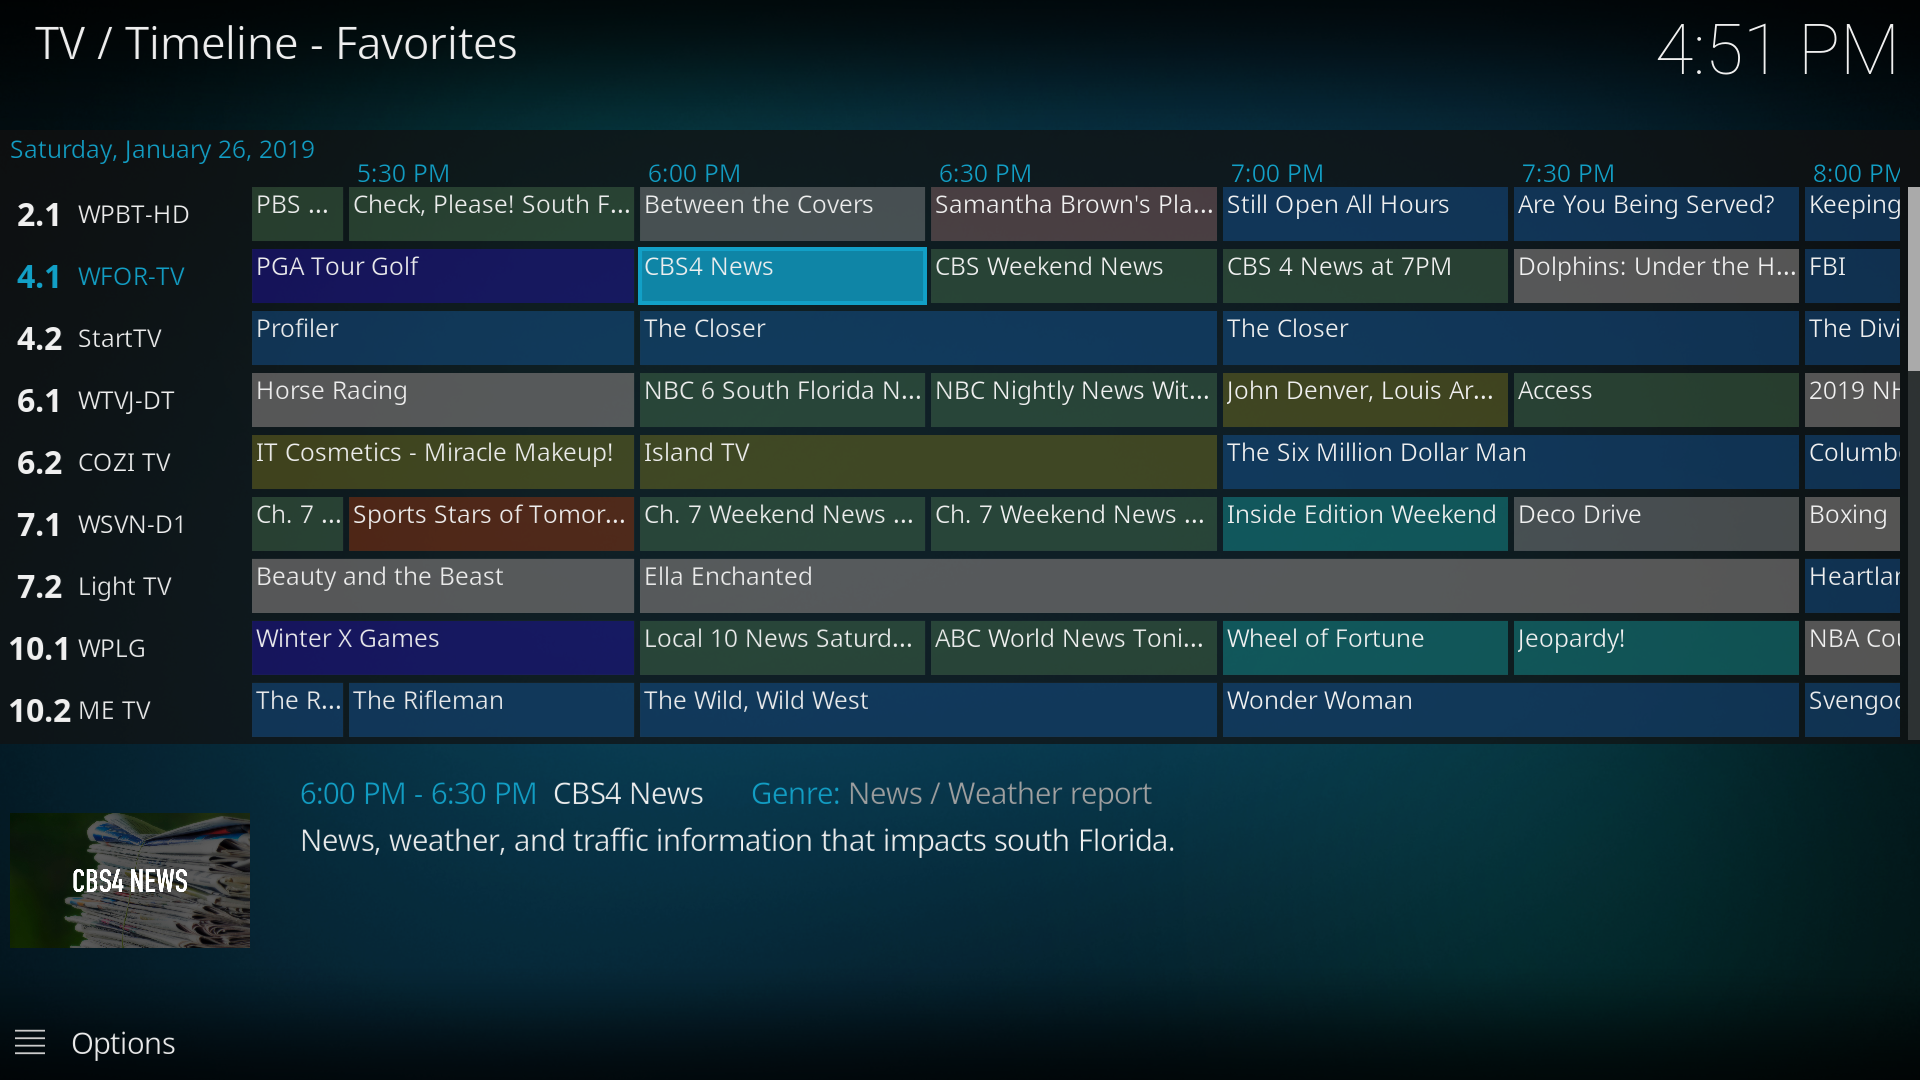 TV / Timeline - Favorites
4:51 PM
Saturday, January 26, 2019
5:30 PM 6:00 PM 6:30 PM 7:00 PM 7:30 PM 8:00 PM
2.1 WPBT-HD PBS ... Check, Please! South F... Between the Covers Samantha Brown's Pla... Still Open All Hours Are You Being Served? Keeping
4.1 WFOR-TV PGA Tour Golf CBS4 News CBS Weekend News CBS 4 News at 7PM Dolphins: Under the H... FBI
4.2 StartTV Profiler The Closer The Closer The Divi
6.1 WTVJ-DT Horse Racing NBC 6 South Florida N... NBC Nightly News Wit... John Denver, Louis Ar... Access 2019 NH
6.2 COZI TV IT Cosmetics - Miracle Makeup! Island TV The Six Million Dollar Man Columb
7.1 WSVN-D1 Ch. 7 ... Sports Stars of Tomor... Ch. 7 Weekend News ... Ch. 7 Weekend News ... Inside Edition Weekend Deco Drive Boxing
7.2 Light TV Beauty and the Beast Ella Enchanted Heartlan
10.1 WPLG Winter X Games Local 10 News Saturd... ABC World News Toni... Wheel of Fortune Jeopardy! NBA Cou
10.2 ME TV The R... The Rifleman The Wild, Wild West Wonder Woman Svengoo
6:00 PM - 6:30 PM CBS4 News Genre: News / Weather report
News, weather, and traffic information that impacts south Florida.
CBS4 NEWS
Options